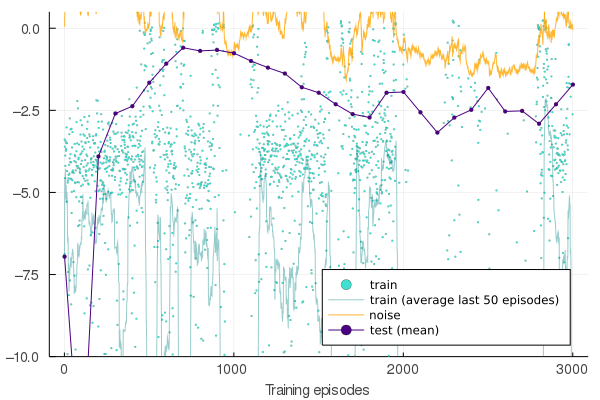 0.0
−2.5
−5.0
−7.5
−10.0
train
train (average last 50 episodes)
noise
test (mean)
0
1000
2000
3000
Training episodes